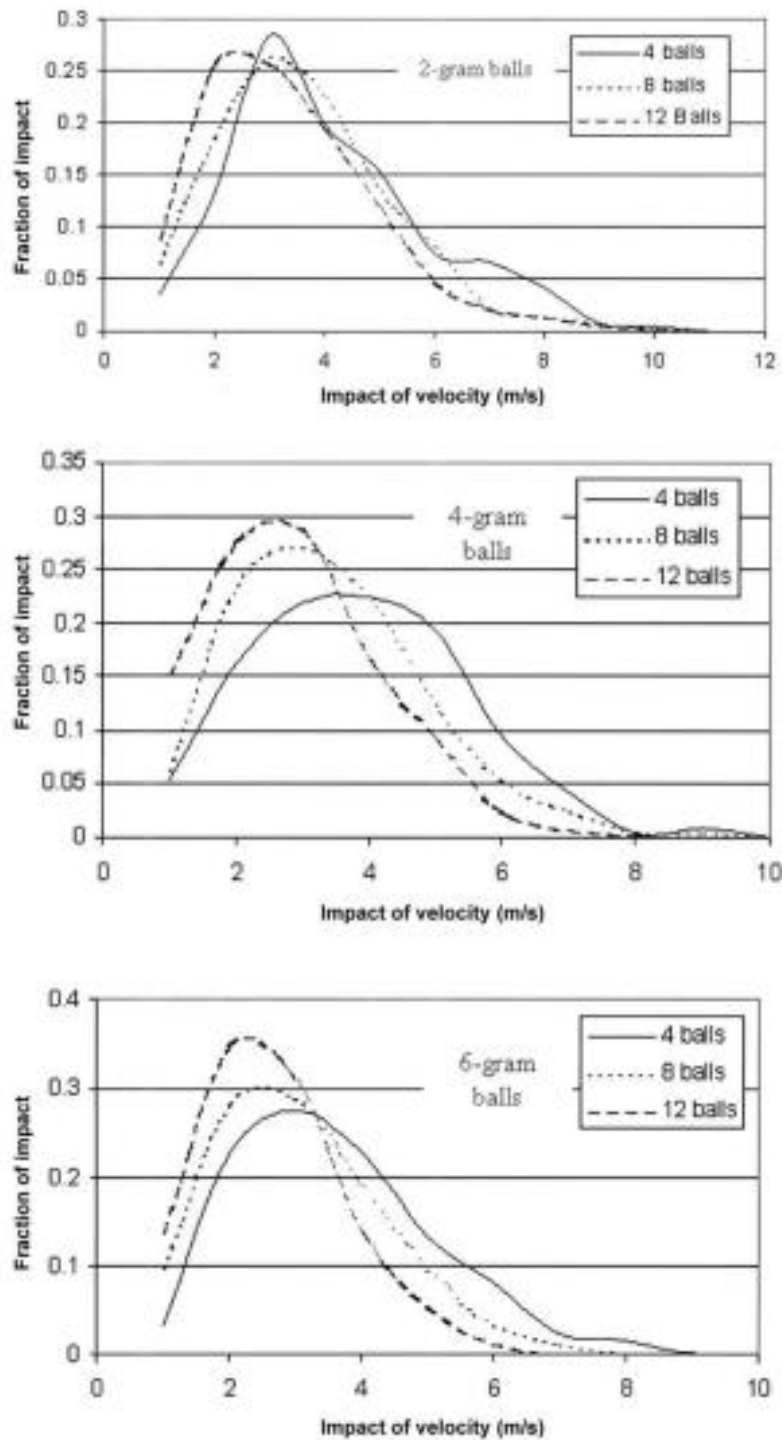 0.3
0.25
0.2
0.15
0.1
0.05
0
Fraction of impact
2-gram balls
4 balls
8 balls
12 Balls
0 2 4 6 8 10 12
Impact of velocity (m/s)
0.35
0.3
0.25
0.2
0.15
0.1
0.05
0
Fraction of impact
4-gram
balls
4 balls
8 balls
12 balls
0 2 4 6 8 10
Impact of velocity (m/s)
0.4
0.3
0.2
0.1
0
Fraction of impact
6-gram
balls
4 balls
8 balls
12 balls
0 2 4 6 8 10
Impact of velocity (m/s)